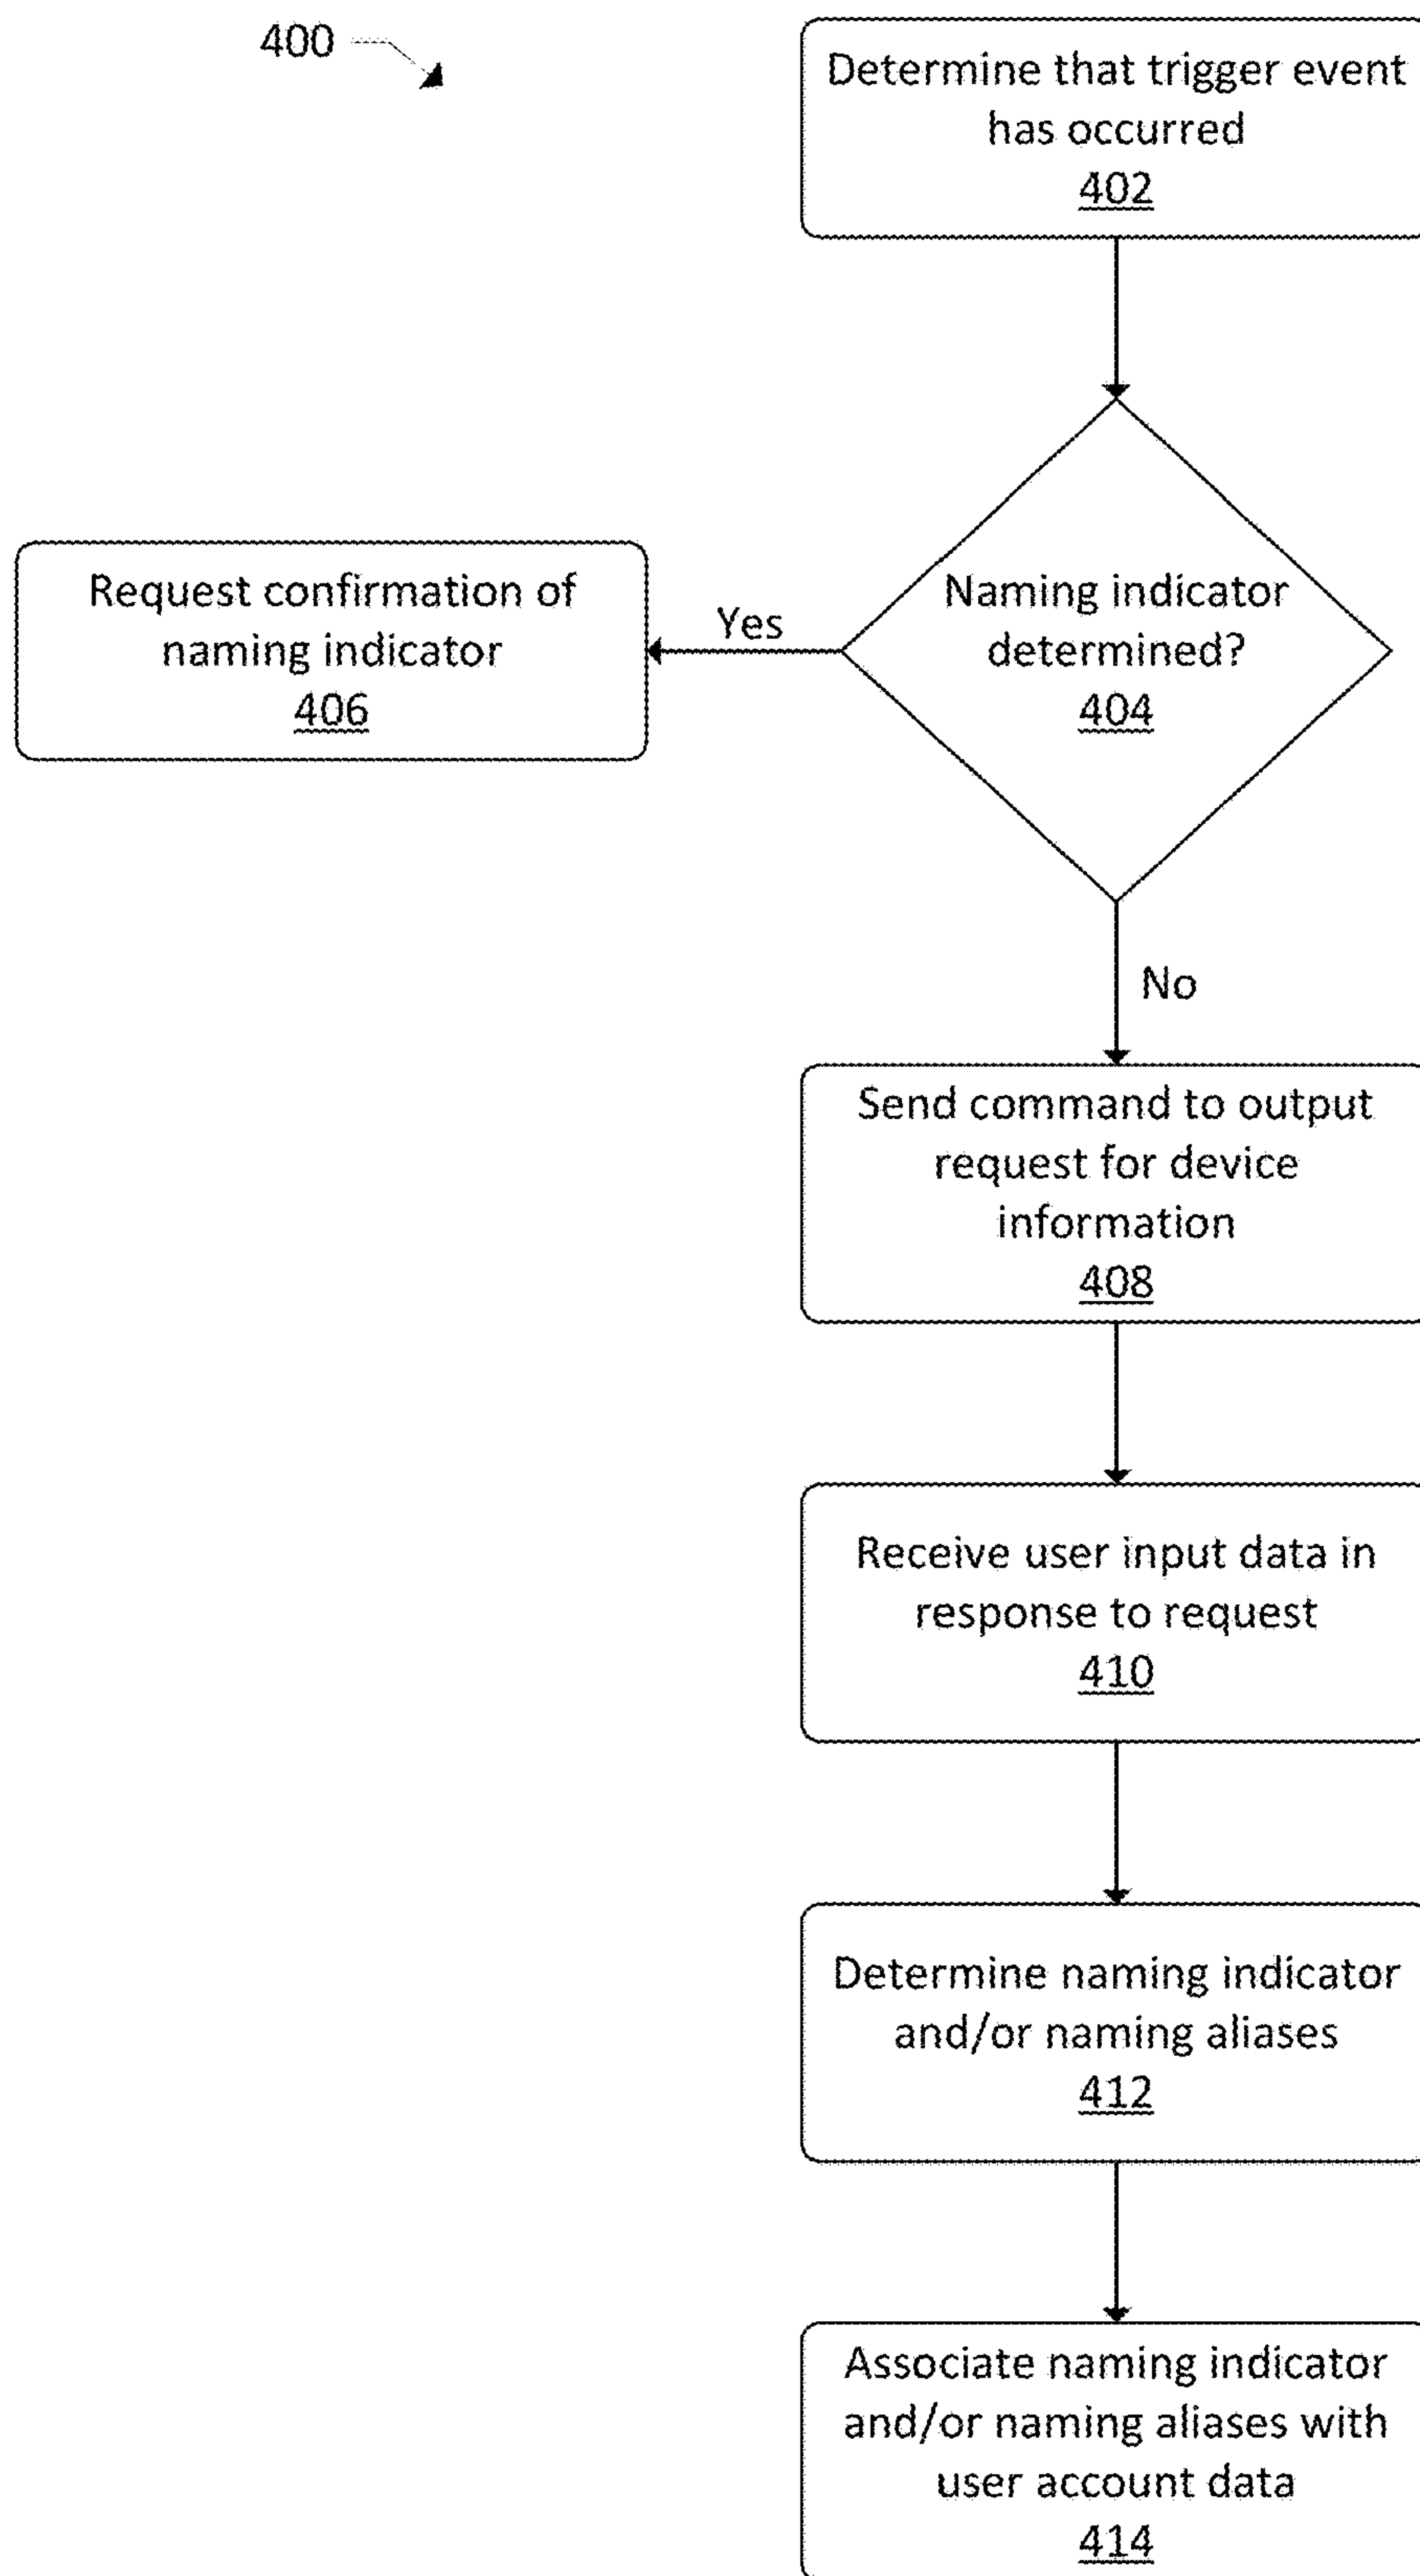 400
Determine that trigger event
has occurred
402
Naming indicator
determined?
404
Yes
Request confirmation of
naming indicator
406
No
Send command to output
request for device
information
408
Receive user input data in
response to request
410
Determine naming indicator
and/or naming aliases
412
Associate naming indicator
and/or naming aliases with
user account data
414